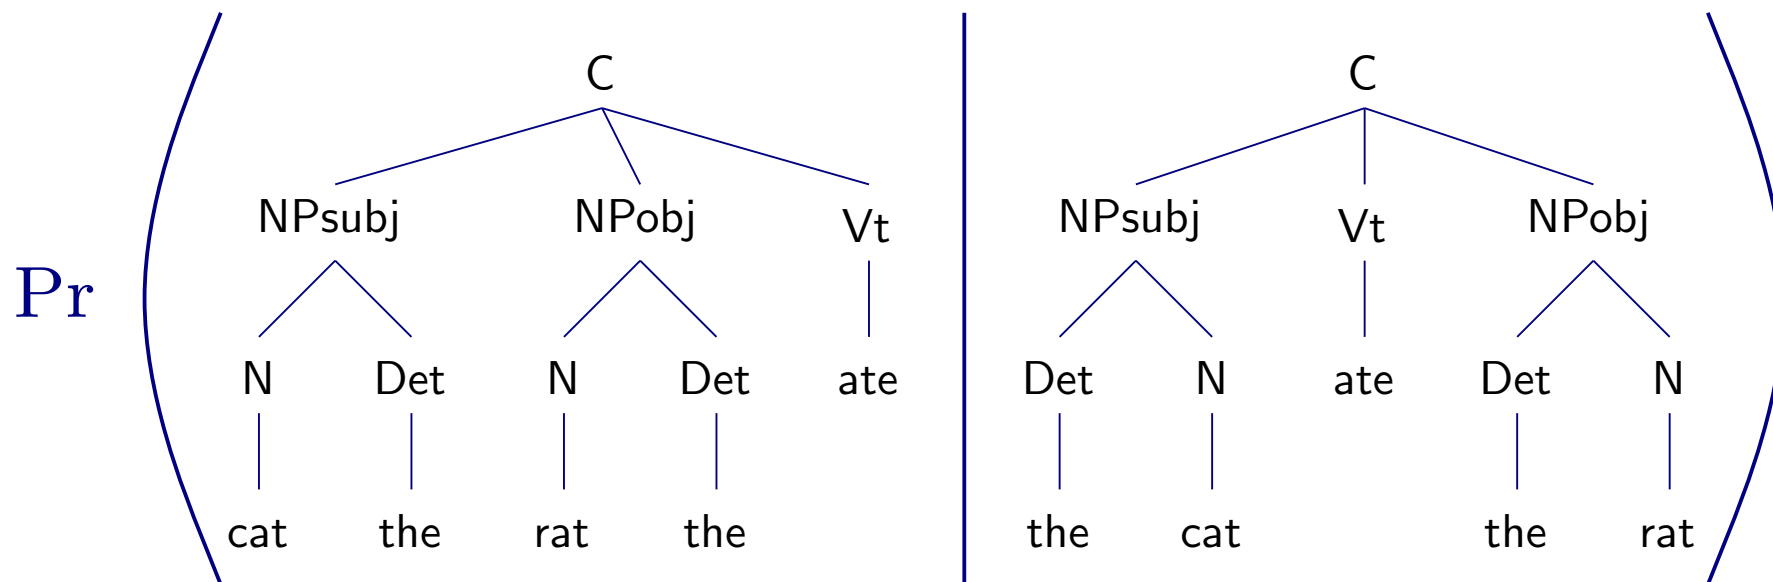 C C
NPsubj NPobj Vt NPsubj Vt NPobj
Pr
N Det N Det ate Det N ate Det N
cat the rat the the cat the rat